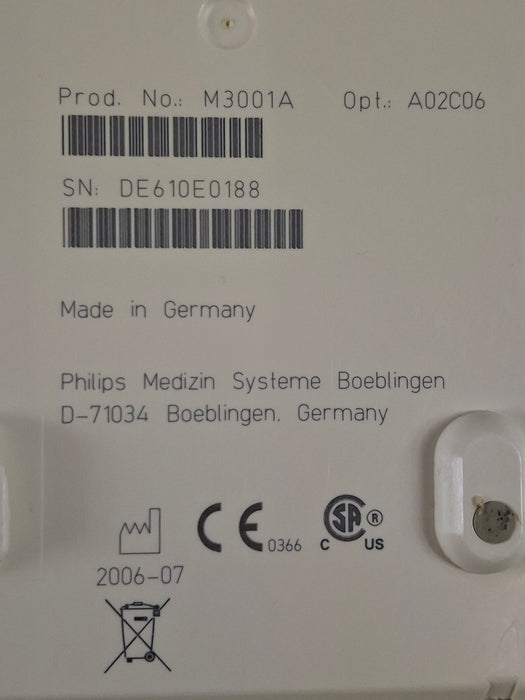 Prod. No.: M3001A Opt.: A02C06
SN: DE610E0188
Made in Germany
Philips Medizin Systeme Boeblingen
D-71034 Boeblingen, Germany
CE 0366
C SA ® US
2006-07